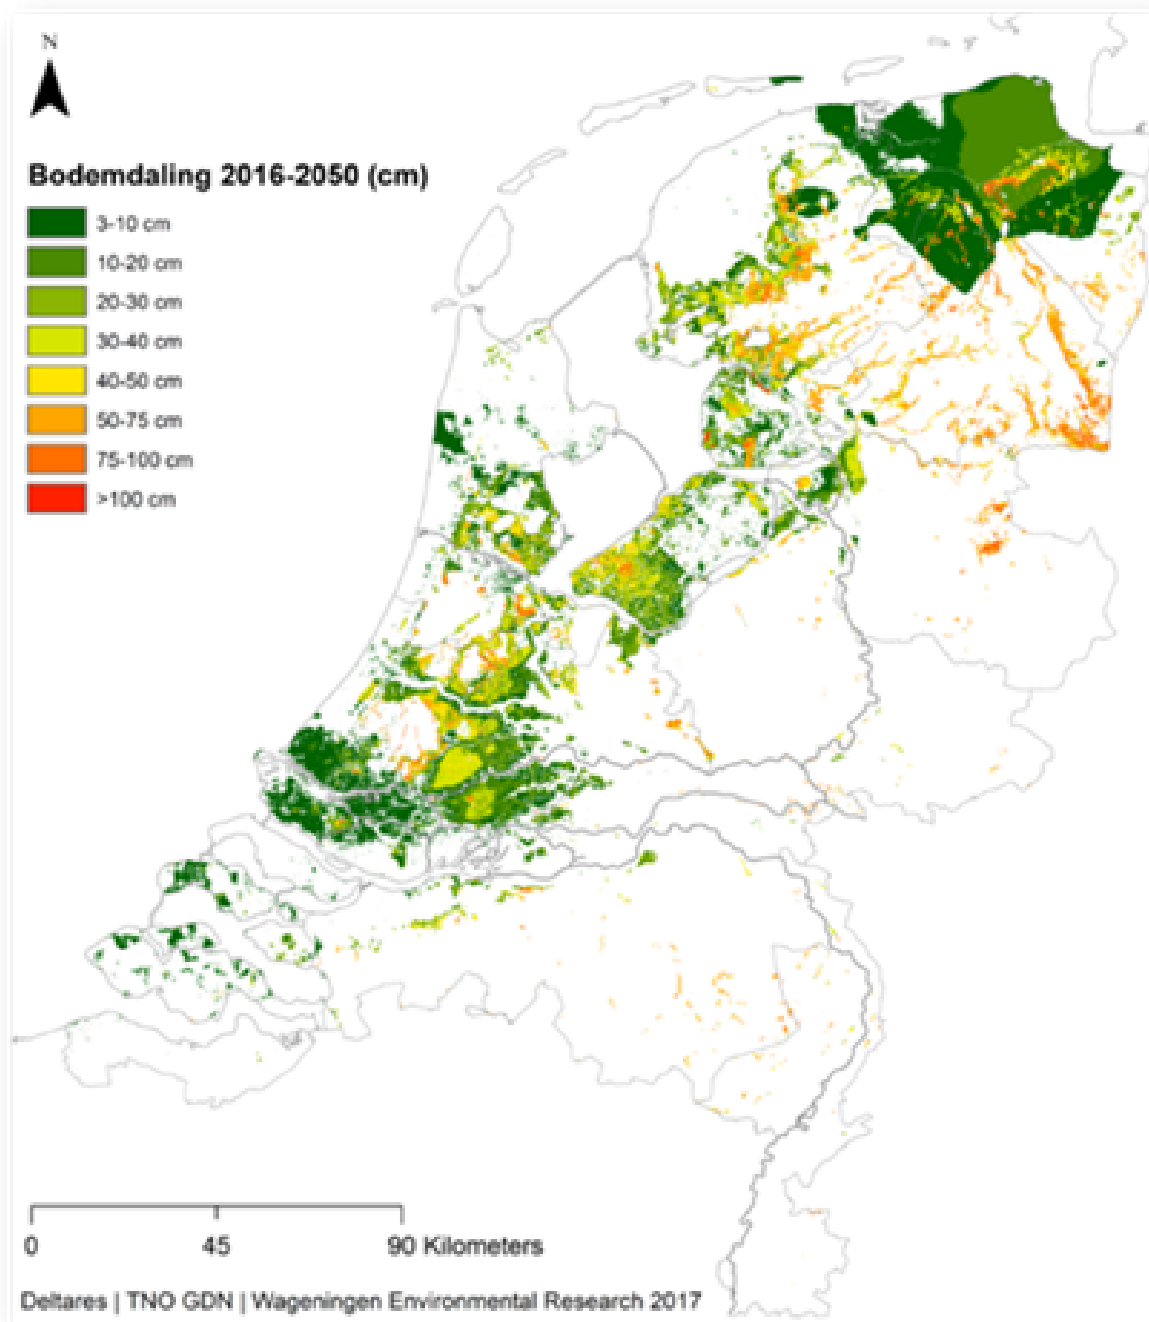 N
Bodemdaling 2016-2050 (cm)
3-10 cm
10-20 cm
20-30 cm
30-40 cm
40-50 cm
50-75 cm
75-100 cm
>100 cm
0 45 90 Kilometers
Deltares | TNO GDN | Wageningen Environmental Research 2017